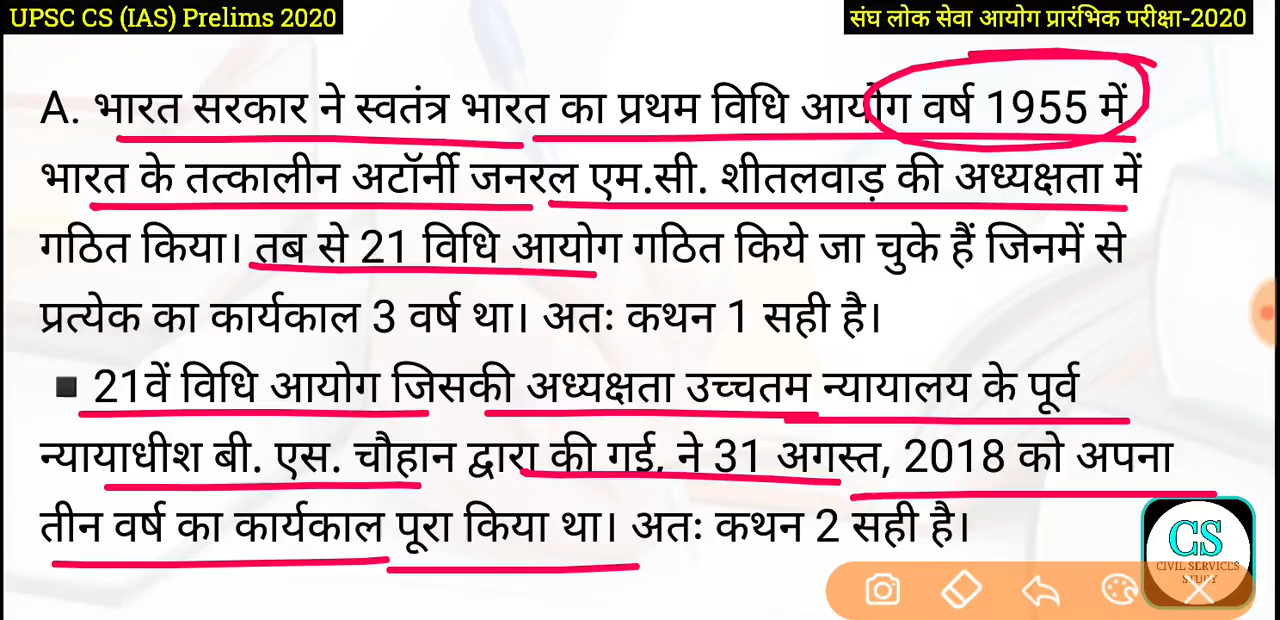 UPSC CS (IAS) Prelims 2020
संघ लोक सेवा आयोग प्रारंभिक परीक्षा-2020
A. भारत सरकार ने स्वतंत्र भारत का प्रथम विधि आयोग वर्ष 1955 में
भारत के तत्कालीन अटॉर्नी जनरल एम.सी. शीतलवाड़ की अध्यक्षता में
गठित किया। तब से 21 विधि आयोग गठित किये जा चुके हैं जिनमें से
प्रत्येक का कार्यकाल 3 वर्ष था। अतः कथन 1 सही है।
▪ 21वें विधि आयोग जिसकी अध्यक्षता उच्चतम न्यायालय के पूर्व
न्यायाधीश बी. एस. चौहान द्वारा की गई, ने 31 अगस्त, 2018 को अपना
तीन वर्ष का कार्यकाल पूरा किया था। अतः कथन 2 सही है।
CS
CIVIL SERVICES
STUDY